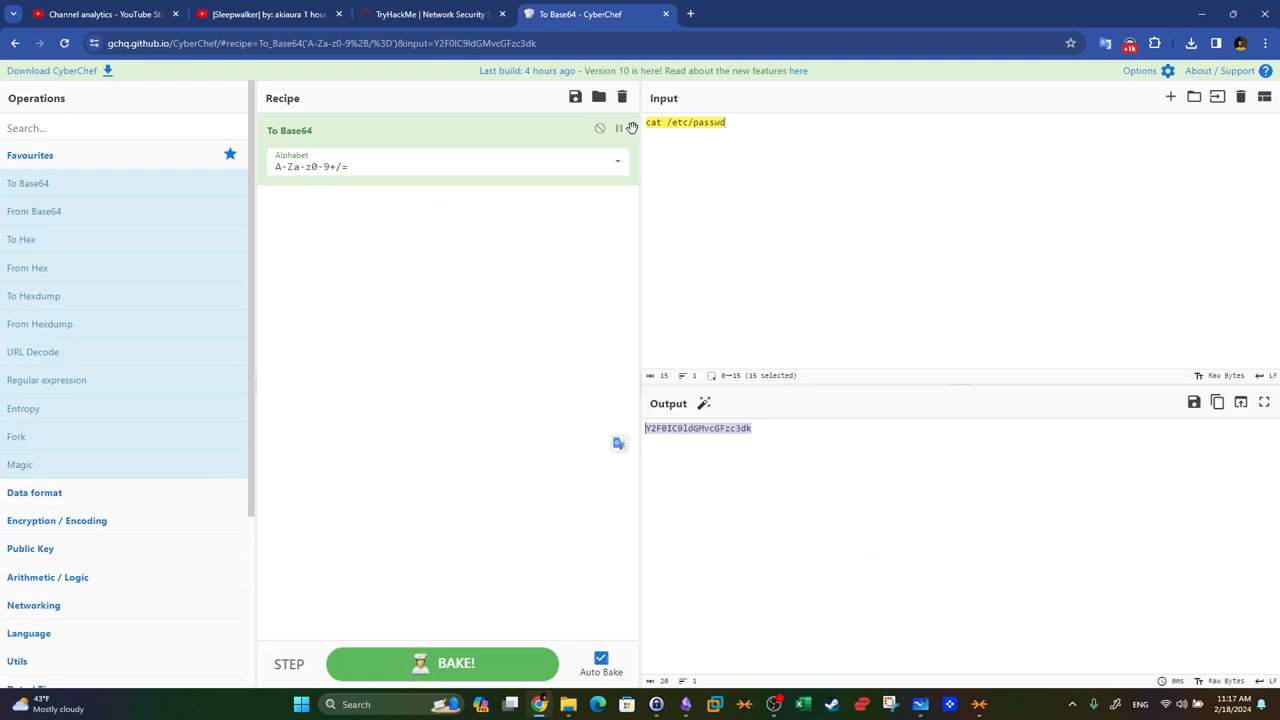 Channel analytics - YouTube St
|Sleepwalker| by: akiaura 1 hour
TryHackMe | Network Security S
To Base64 - CyberChef
gchq.github.io/CyberChef/#recipe=To_Base64('A-Za-z0-9%2B/%3D')&input=Y2F0IC9ldGMvcGFzc3dk
+1k
Download CyberChef
Last build: 4 hours ago - Version 10 is here! Read about the new features here
Options
About / Support
Operations
Recipe
Input
Search...
To Base64
cat /etc/passwd
Favourites
Alphabet
A-Za-z0-9+/=
To Base64
From Base64
To Hex
From Hex
To Hexdump
From Hexdump
URL Decode
Regular expression
15
1
0→15 (15 selected)
Raw Bytes
LF
Entropy
Output
Fork
Y2F0IC9ldGMvcGFzc3dk
Magic
Data format
Encryption / Encoding
Public Key
Arithmetic / Logic
Networking
Language
Utils
STEP
BAKE!
Auto Bake
20
1
0ms
Raw Bytes
LF
43°F
Mostly cloudy
Search
ENG
11:17 AM
2/18/2024